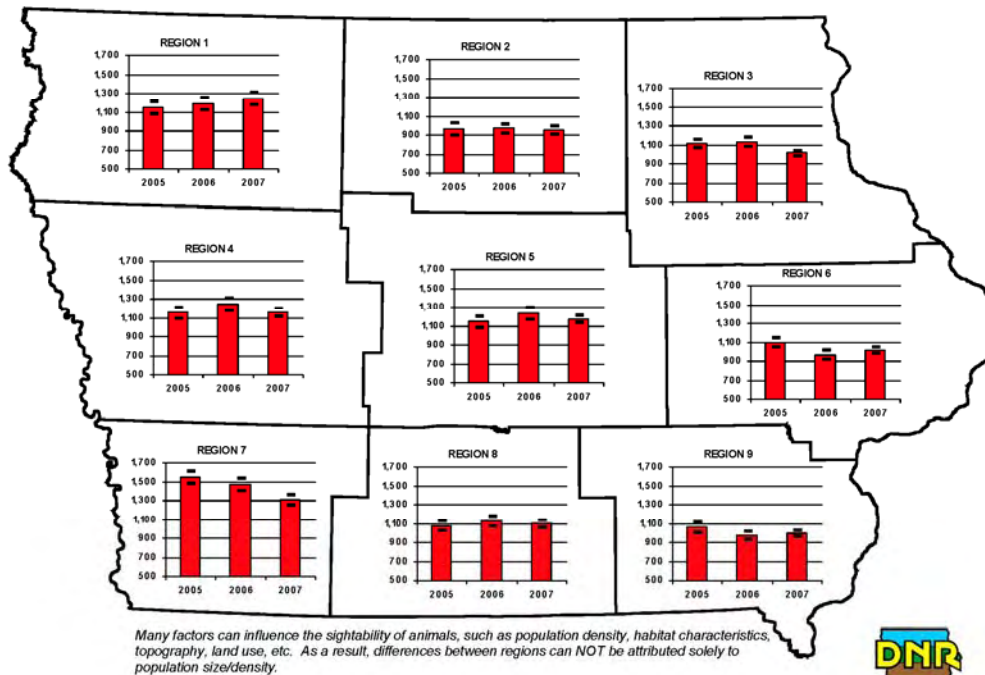 REGION 1
1,700
1,500
1,300
1,100
900
700
500
2005 2006 2007
REGION 2
1,700
1,500
1,300
1,100
900
700
500
2005 2006 2007
REGION 3
1,700
1,500
1,300
1,100
900
700
500
2005 2006 2007
REGION 4
1,700
1,500
1,300
1,100
900
700
500
2005 2006 2007
REGION 5
1,700
1,500
1,300
1,100
900
700
500
2005 2006 2007
REGION 6
1,700
1,500
1,300
1,100
900
700
500
2005 2006 2007
REGION 7
1,700
1,500
1,300
1,100
900
700
500
2005 2006 2007
REGION 8
1,700
1,500
1,300
1,100
900
700
500
2005 2006 2007
REGION 9
1,700
1,500
1,300
1,100
900
700
500
2005 2006 2007
Many factors can influence the sightability of animals, such as population density, habitat characteristics,
topography, land use, etc. As a result, differences between regions can NOT be attributed solely to
population size/density.
DNR